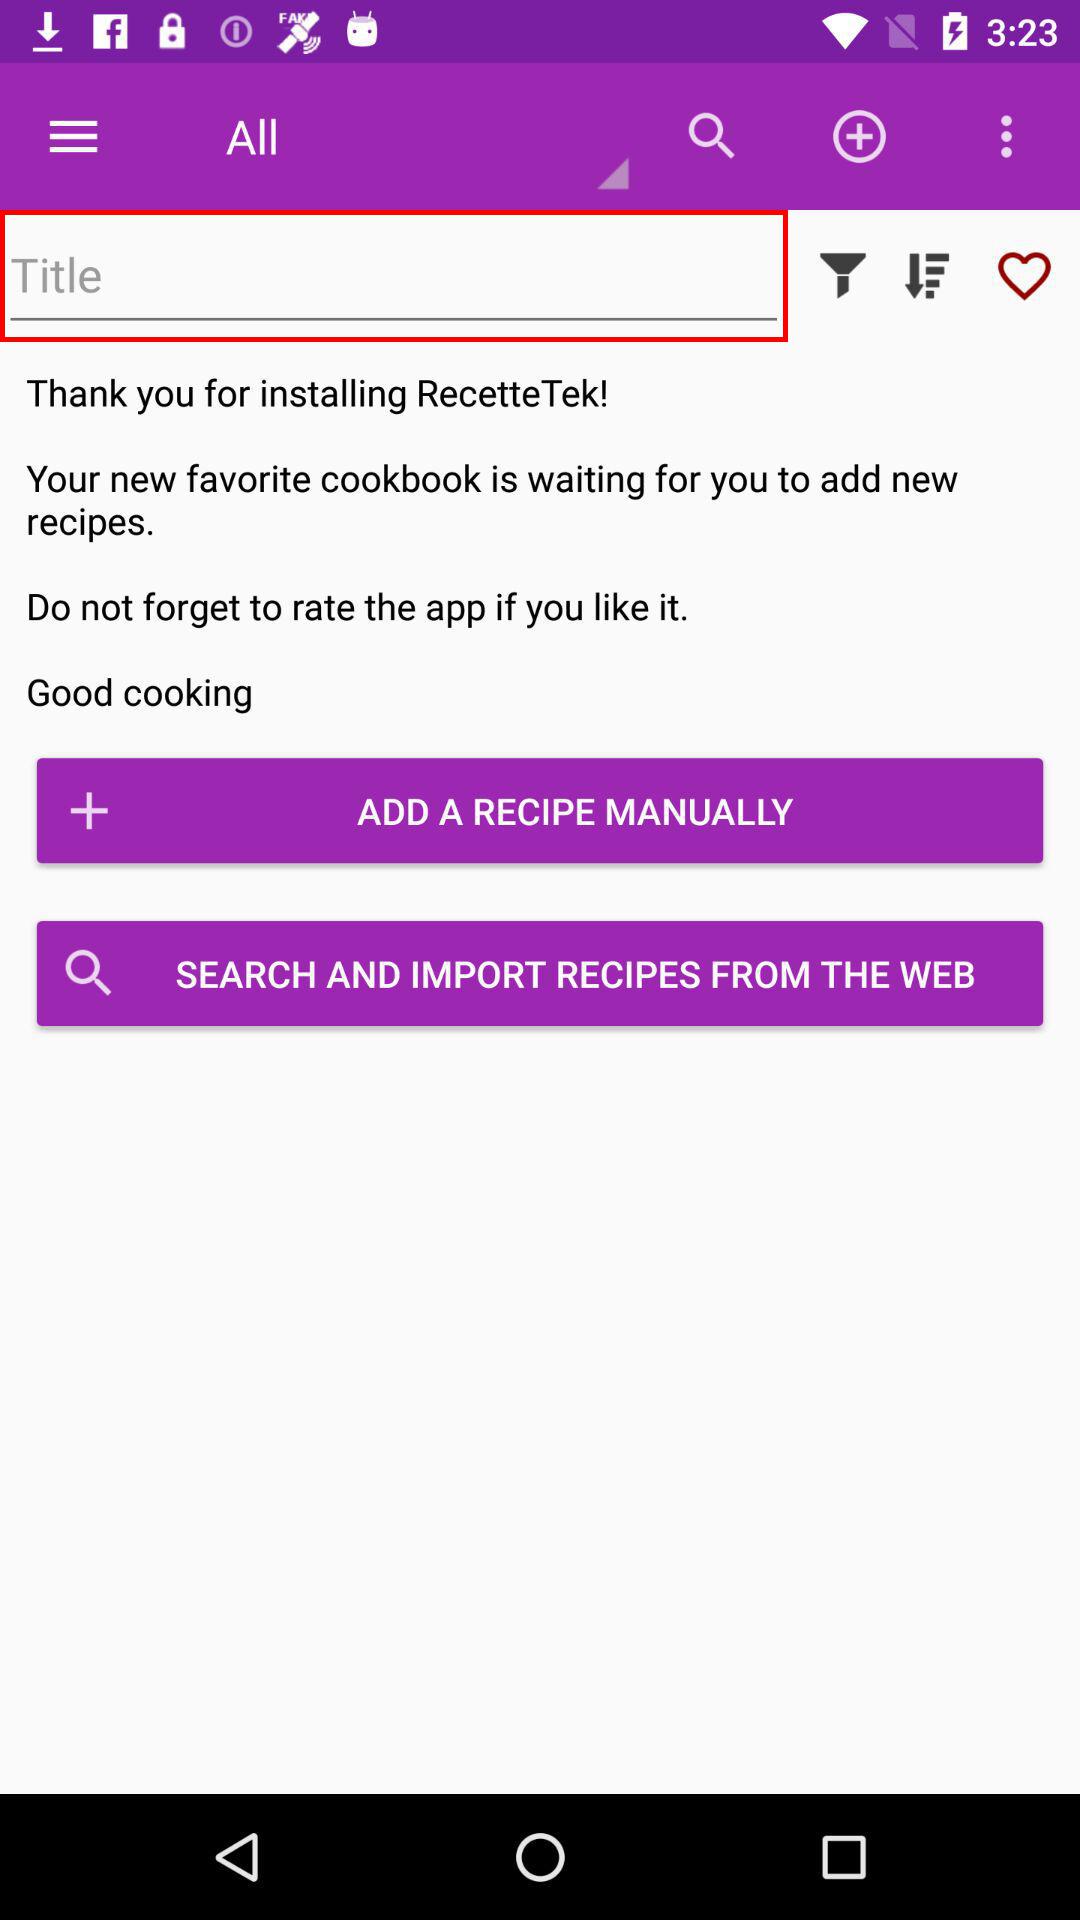 FAKE
3:23
All
Title
Thank you for installing RecetteTek!
Your new favorite cookbook is waiting for you to add new
recipes.
Do not forget to rate the app if you like it.
Good cooking
ADD A RECIPE MANUALLY
SEARCH AND IMPORT RECIPES FROM THE WEB